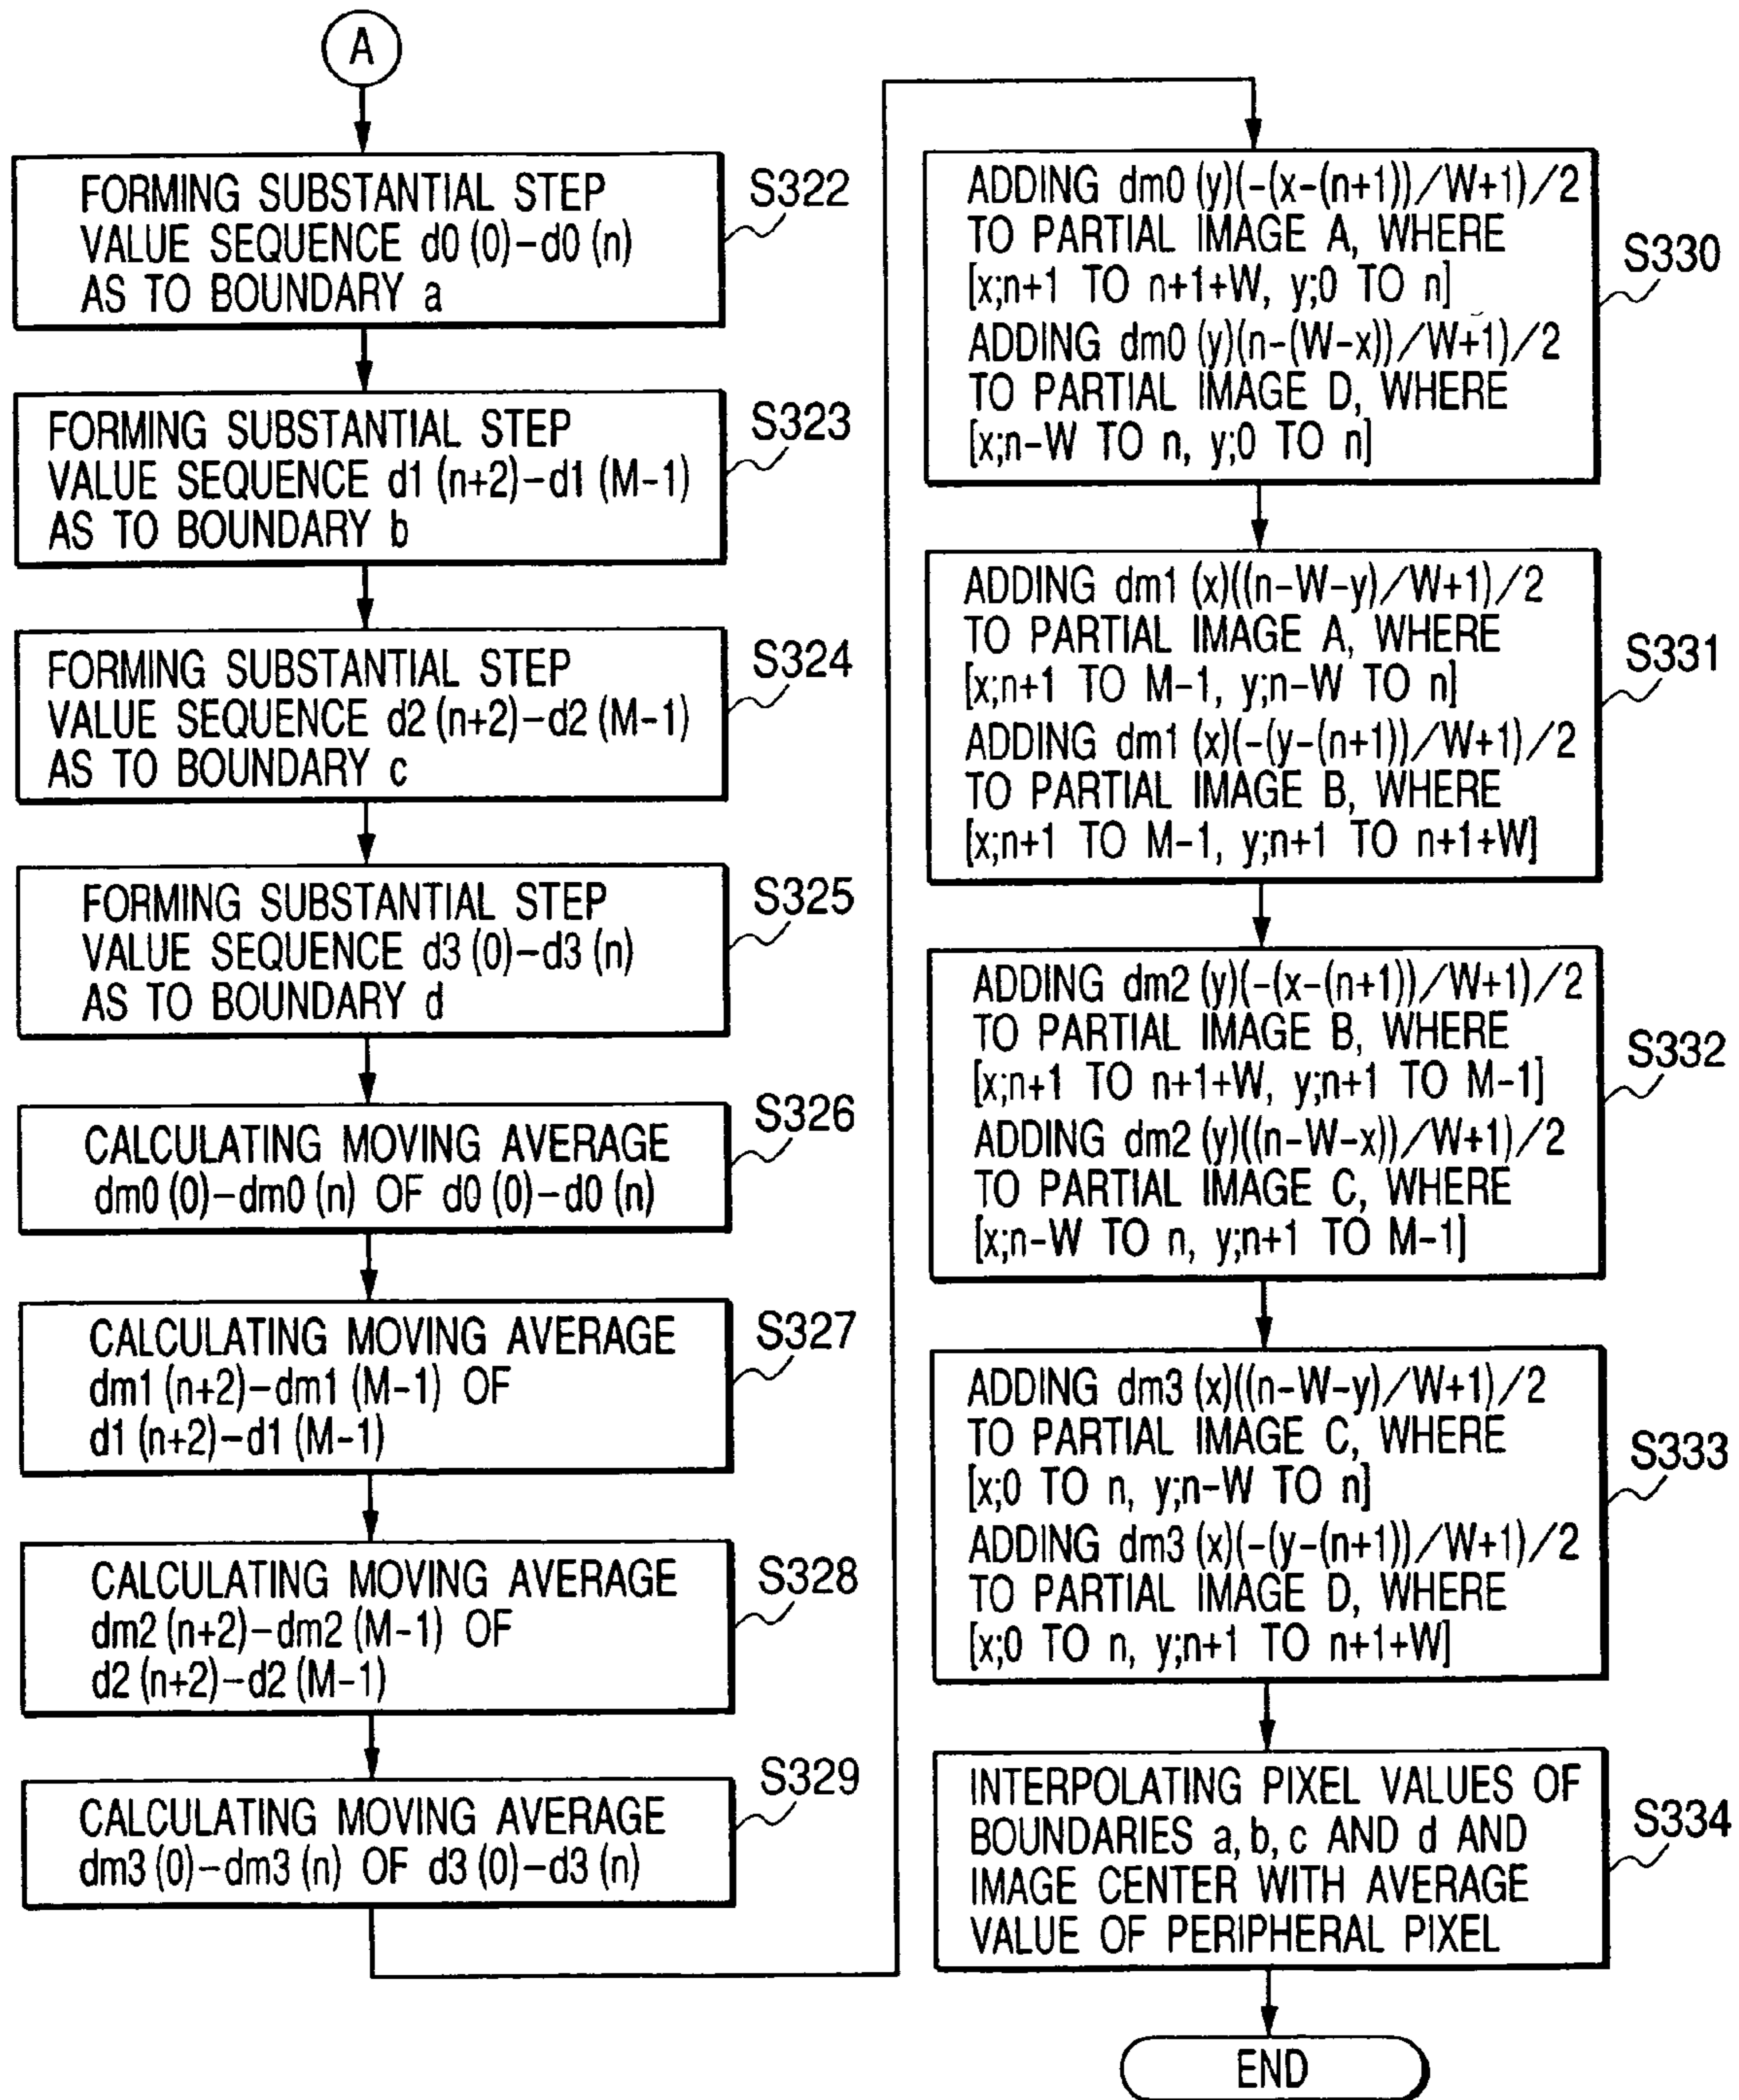 A
FORMING SUBSTANTIAL STEP
VALUE SEQUENCE d0(0)-d0(n)
AS TO BOUNDARY a
S322
FORMING SUBSTANTIAL STEP
VALUE SEQUENCE d1(n+2)-d1(M-1)
AS TO BOUNDARY b
S323
FORMING SUBSTANTIAL STEP
VALUE SEQUENCE d2(n+2)-d2(M-1)
AS TO BOUNDARY c
S324
FORMING SUBSTANTIAL STEP
VALUE SEQUENCE d3(0)-d3(n)
AS TO BOUNDARY d
S325
CALCULATING MOVING AVERAGE
dm0(0)-dm0(n) OF d0(0)-d0(n)
S326
CALCULATING MOVING AVERAGE
dm1(n+2)-dm1(M-1) OF
d1(n+2)-d1(M-1)
S327
CALCULATING MOVING AVERAGE
dm2(n+2)-dm2(M-1) OF
d2(n+2)-d2(M-1)
S328
CALCULATING MOVING AVERAGE
dm3(0)-dm3(n) OF d3(0)-d3(n)
S329
ADDING dm0(y)(-(x-(n+1))/W+1)/2
TO PARTIAL IMAGE A, WHERE
[x;n+1 TO n+1+W, y;0 TO n]
ADDING dm0(y)(n-(W-x))/W+1)/2
TO PARTIAL IMAGE D, WHERE
[x;n-W TO n, y;0 TO n]
S330
ADDING dm1(x)((n-W-y)/W+1)/2
TO PARTIAL IMAGE A, WHERE
[x;n+1 TO M-1, y;n-W TO n]
ADDING dm1(x)(-(y-(n+1))/W+1)/2
TO PARTIAL IMAGE B, WHERE
[x;n+1 TO M-1, y;n+1 TO n+1+W]
S331
ADDING dm2(y)(-(x-(n+1))/W+1)/2
TO PARTIAL IMAGE B, WHERE
[x;n+1 TO n+1+W, y;n+1 TO M-1]
ADDING dm2(y)((n-W-x))/W+1)/2
TO PARTIAL IMAGE C, WHERE
[x;n-W TO n, y;n+1 TO M-1]
S332
ADDING dm3(x)((n-W-y)/W+1)/2
TO PARTIAL IMAGE C, WHERE
[x;0 TO n, y;n-W TO n]
ADDING dm3(x)(-(y-(n+1))/W+1)/2
TO PARTIAL IMAGE D, WHERE
[x;0 TO n, y;n+1 TO n+1+W]
S333
INTERPOLATING PIXEL VALUES OF
BOUNDARIES a, b, c AND d AND
IMAGE CENTER WITH AVERAGE
VALUE OF PERIPHERAL PIXEL
S334
END